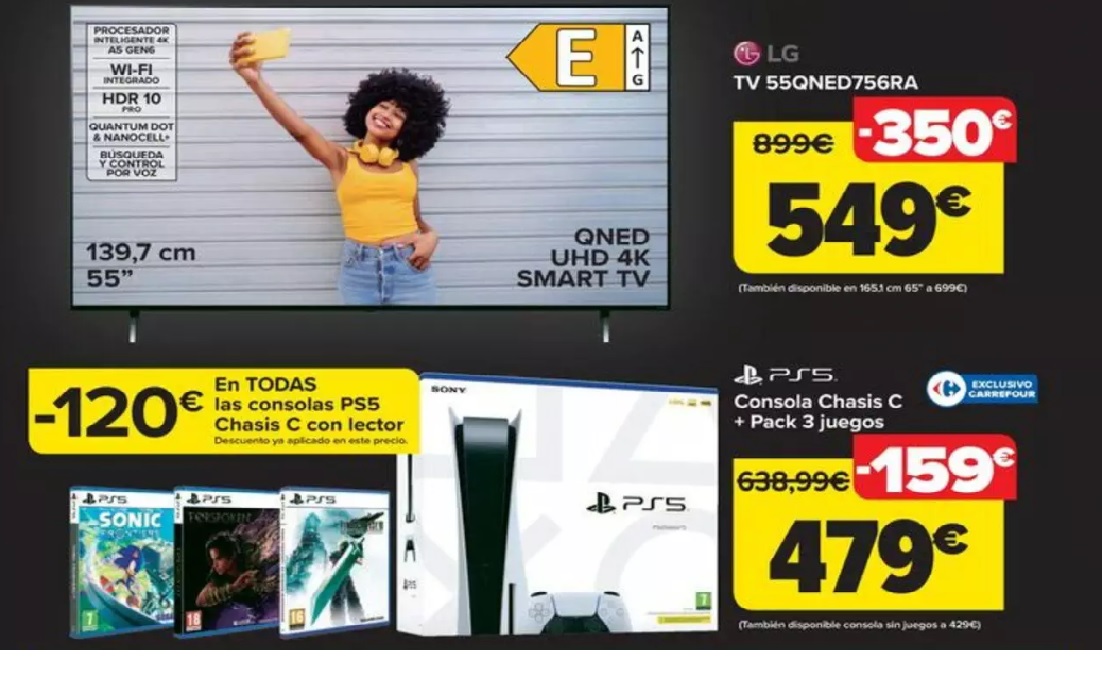 PROCESADOR
INTELIGENTE 4K
A5 GEN6
WI-FI
INTEGRADO
HDR 10
PRO
QUANTUM DOT
& NANOCELL+
BÚSQUEDA
Y CONTROL
POR VOZ
139,7 cm
55”
E
A
G
QNED
UHD 4K
SMART TV
LG
TV 55QNED756RA
899€
-350€
549€
(También disponible en 165.1 cm 65" a 699€)
-120€
En TODAS
las consolas PS5
Chasis C con lector
Descuento ya aplicado en este precio.
PS5
SONIC
FRONTIERS
7
SEGA
PS5
FORSPOKEN
18
PS5
16
SONY
PS5
7
PS5
Consola Chasis C
+ Pack 3 juegos
EXCLUSIVO
CARREFOUR
638,99€
-159€
479€
(También disponible consola sin juegos a 429€)